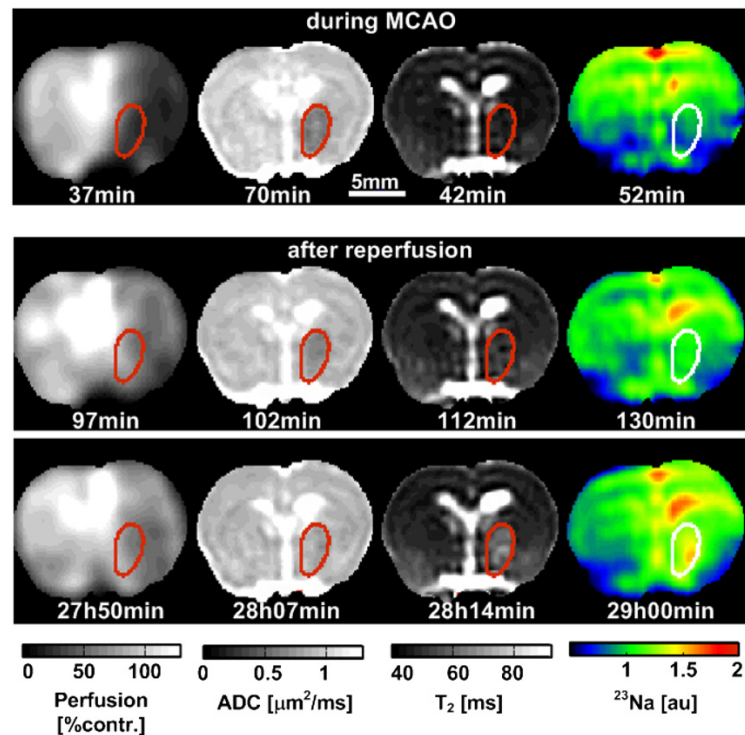 during MCAO
37min 70min 5mm 42min 52min
after reperfusion
97min 102min 112min 130min
27h50min 28h07min 28h14min 29h00min
0 50 100 0 0.5 1 40 60 80 1 1.5 2
Perfusion ADC [μm²/ms] T₂ [ms] ²³Na [au]
[%contr.]